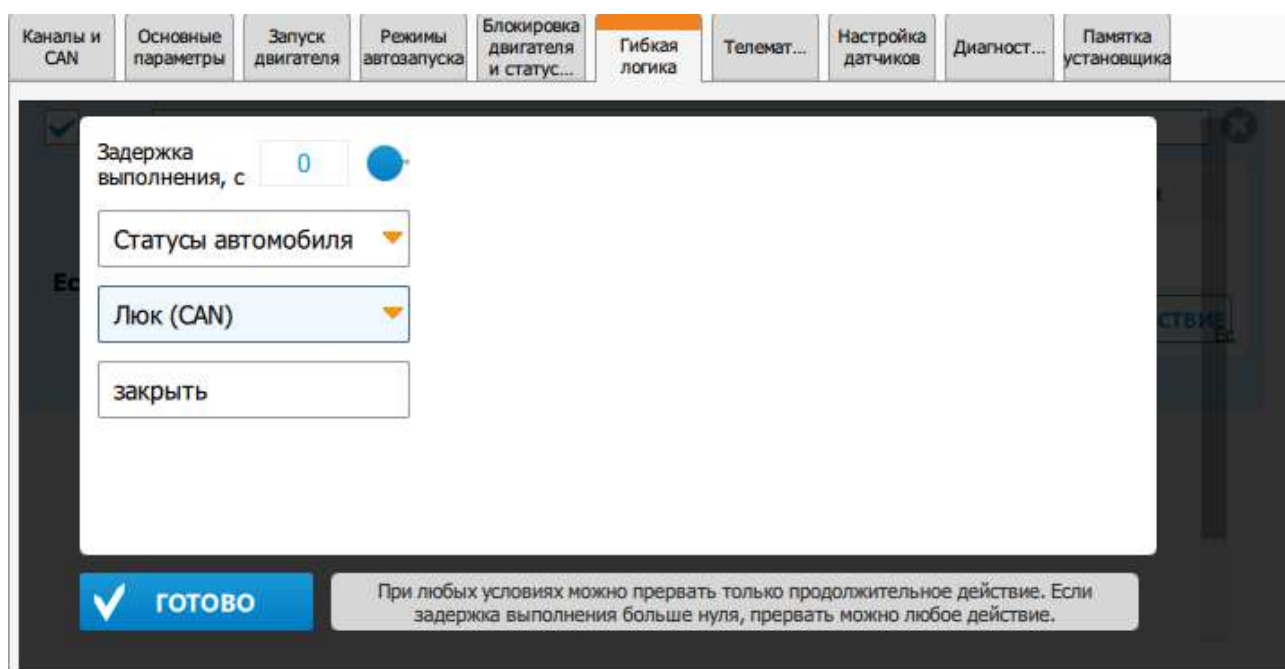 Каналы и
CAN
Основные
параметры
Запуск
двигателя
Режимы
автозапуска
Блокировка
двигателя
и статус...
Гибкая
логика
Телемат...
Настройка
датчиков
Диагност...
Памятка
установщика
Задержка
выполнения, с
0
Статусы автомобиля
Ес
Люк (CAN)
СТВИЕ
закрыть
ГОТОВО
При любых условиях можно прервать только продолжительное действие. Если
задержка выполнения больше нуля, прервать можно любое действие.